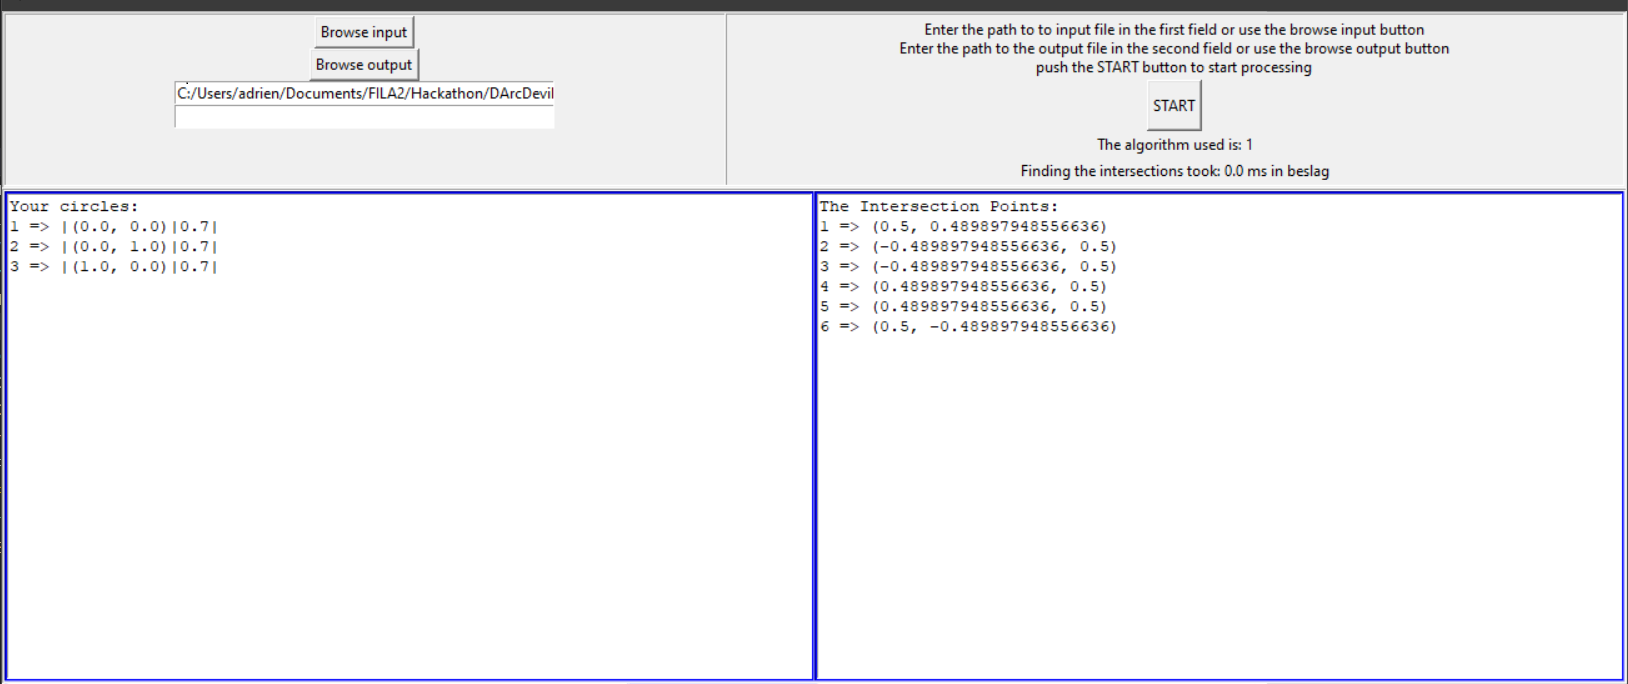 Browse input
Browse output
C:/Users/adrien/Documents/FILA2/Hackathon/DArcDevil
Enter the path to to input file in the first field or use the browse input button
Enter the path to the output file in the second field or use the browse output button
push the START button to start processing
START
The algorithm used is: 1
Finding the intersections took: 0.0 ms in beslag
Your circles:
1 => |(0.0, 0.0)|0.7|
2 => |(0.0, 1.0)|0.7|
3 => |(1.0, 0.0)|0.7|
The Intersection Points:
1 => (0.5, 0.489897948556636)
2 => (-0.489897948556636, 0.5)
3 => (-0.489897948556636, 0.5)
4 => (0.489897948556636, 0.5)
5 => (0.489897948556636, 0.5)
6 => (0.5, -0.489897948556636)